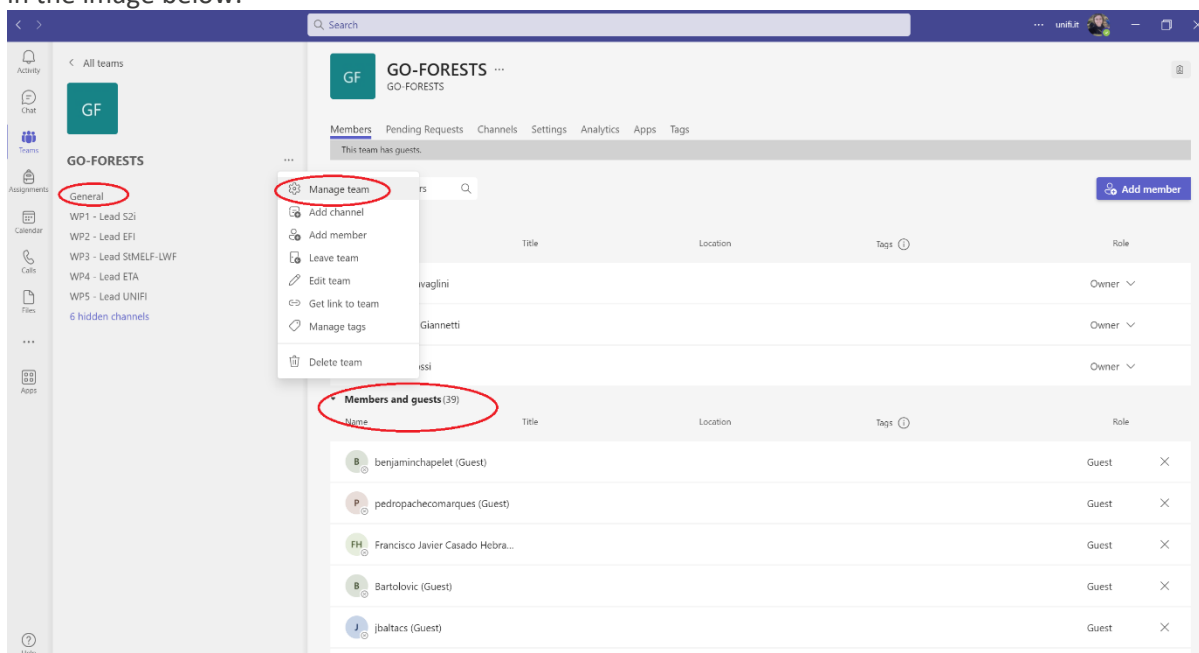 in the image below:
Search
unifi.it
Activity
Chat
Teams
Assignments
Calendar
Calls
Files
Apps
All teams
GF
GO-FORESTS
General
WP1 - Lead S2i
WP2 - Lead EFI
WP3 - Lead StMELF-LWF
WP4 - Lead ETA
WP5 - Lead UNIFI
6 hidden channels
Manage team
Add channel
Add member
Leave team
Edit team
Get link to team
Manage tags
Delete team
GF
GO-FORESTS
GO-FORESTS
Members Pending Requests Channels Settings Analytics Apps Tags
This team has guests.
Add member
Title Location Tags Role
Owner
Giannetti Owner
Owner
Members and guests (39)
Name Title Location Tags Role
B benjaminchapelet (Guest) Guest
P pedropachecomarques (Guest) Guest
FH Francisco Javier Casado Hebra... Guest
B Bartolovic (Guest) Guest
J jbaltacs (Guest) Guest